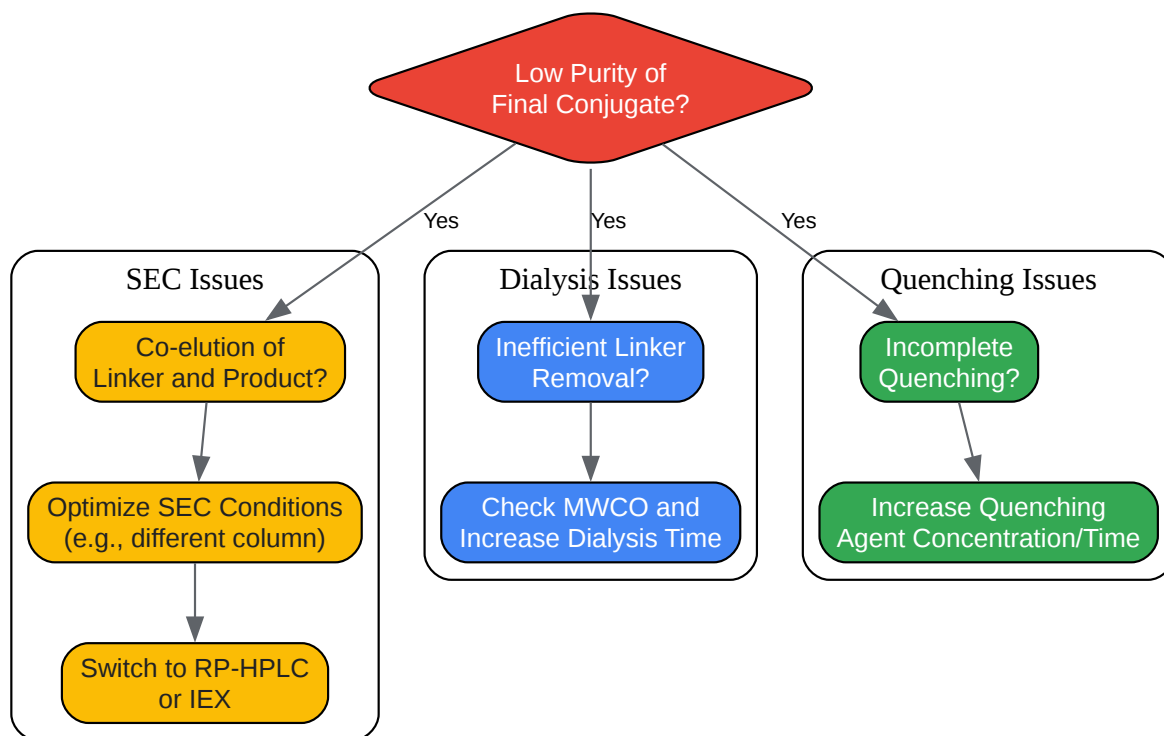 Low Purity of
Final Conjugate?
Yes
Yes
Yes
SEC Issues
Co-elution of
Linker and Product?
Optimize SEC Conditions
(e.g., different column)
Switch to RP-HPLC
or IEX
Dialysis Issues
Inefficient Linker
Removal?
Check MWCO and
Increase Dialysis Time
Quenching Issues
Incomplete
Quenching?
Increase Quenching
Agent Concentration/Time